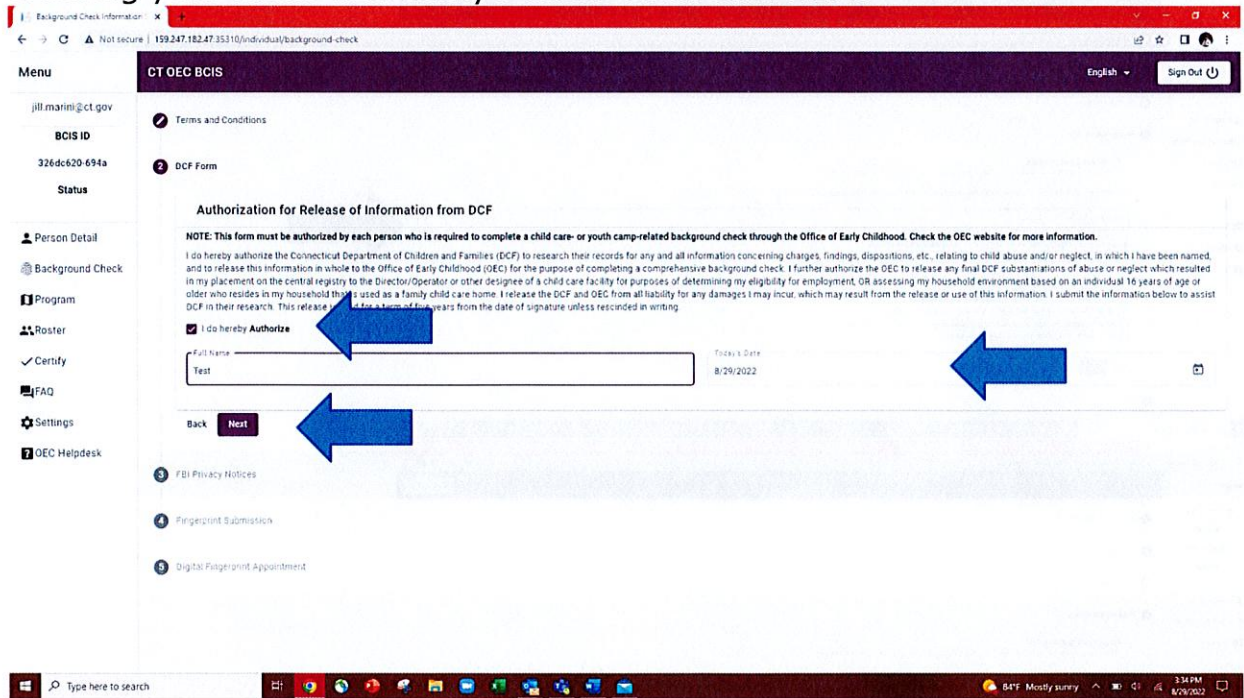 Background Check Information
Not secure | 159.247.182.47:35310/individual/background-check
Menu
CT OEC BCIS
English
Sign Out
jill.marini@ct.gov
BCIS ID
326dc620-694a
Status
Person Detail
Background Check
Program
Roster
Certify
FAQ
Settings
OEC Helpdesk
Terms and Conditions
2 DCF Form
Authorization for Release of Information from DCF
NOTE: This form must be authorized by each person who is required to complete a child care- or youth camp-related background check through the Office of Early Childhood. Check the OEC website for more information.
I do hereby authorize the Connecticut Department of Children and Families (DCF) to research their records for any and all information concerning charges, findings, dispositions, etc., relating to child abuse and/or neglect, in which I have been named,
and to release this information in whole to the Office of Early Childhood (OEC) for the purpose of completing a comprehensive background check. I further authorize the OEC to release any final DCF substantiations of abuse or neglect which resulted
in my placement on the central registry to the Director/Operator or other designee of a child care facility for purposes of determining my eligibility for employment, OR assessing my household environment based on an individual 16 years of age or
older who resides in my household that is used as a family child care home. I release the DCF and OEC from all liability for any damages I may incur, which may result from the release or use of this information. I submit the information below to assist
DCF in their research. This release is for a term of five years from the date of signature unless rescinded in writing.
I do hereby Authorize
Full Name
Test
Today's Date
8/29/2022
Back Next
3 FBI Privacy Notices
4 Fingerprint Submission
5 Digital Fingerprint Appointment
Type here to search
84°F Mostly sunny
3:34 PM
8/29/2022